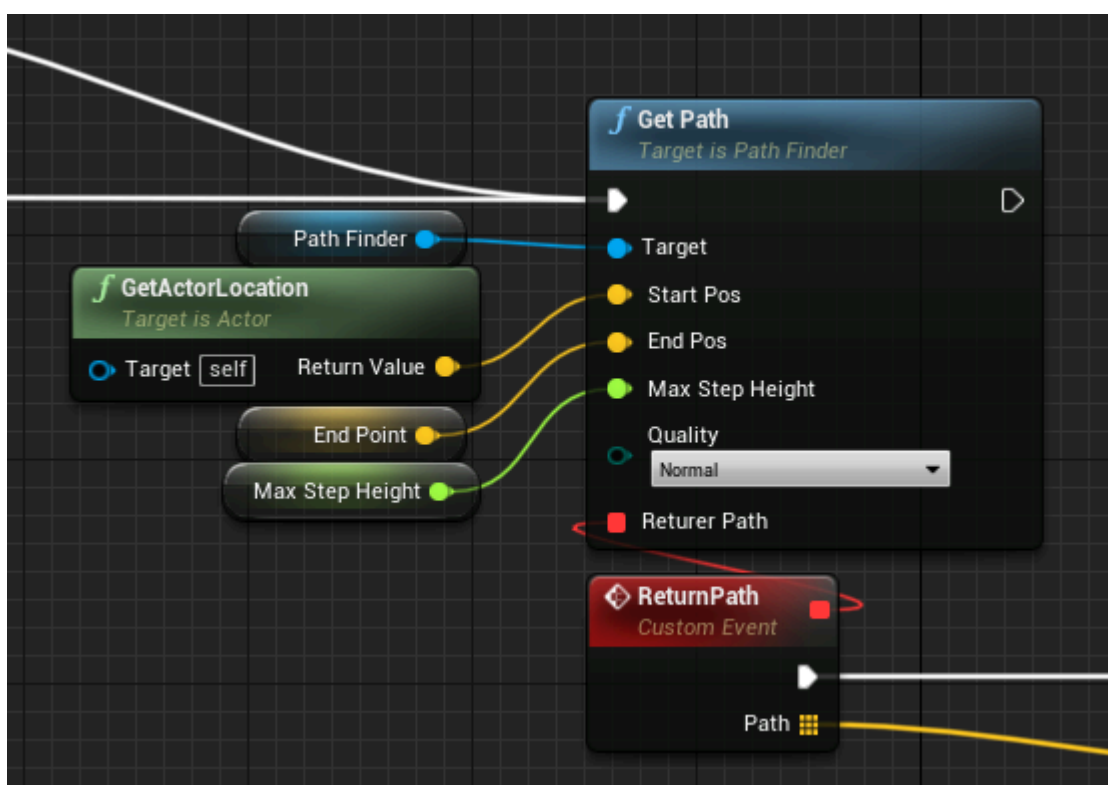 Get Path
Target is Path Finder
Path Finder
Target
GetActorLocation
Target is Actor
Start Pos
Target self Return Value
End Pos
Max Step Height
End Point
Quality
Normal
Max Step Height
Returer Path
ReturnPath
Custom Event
Path